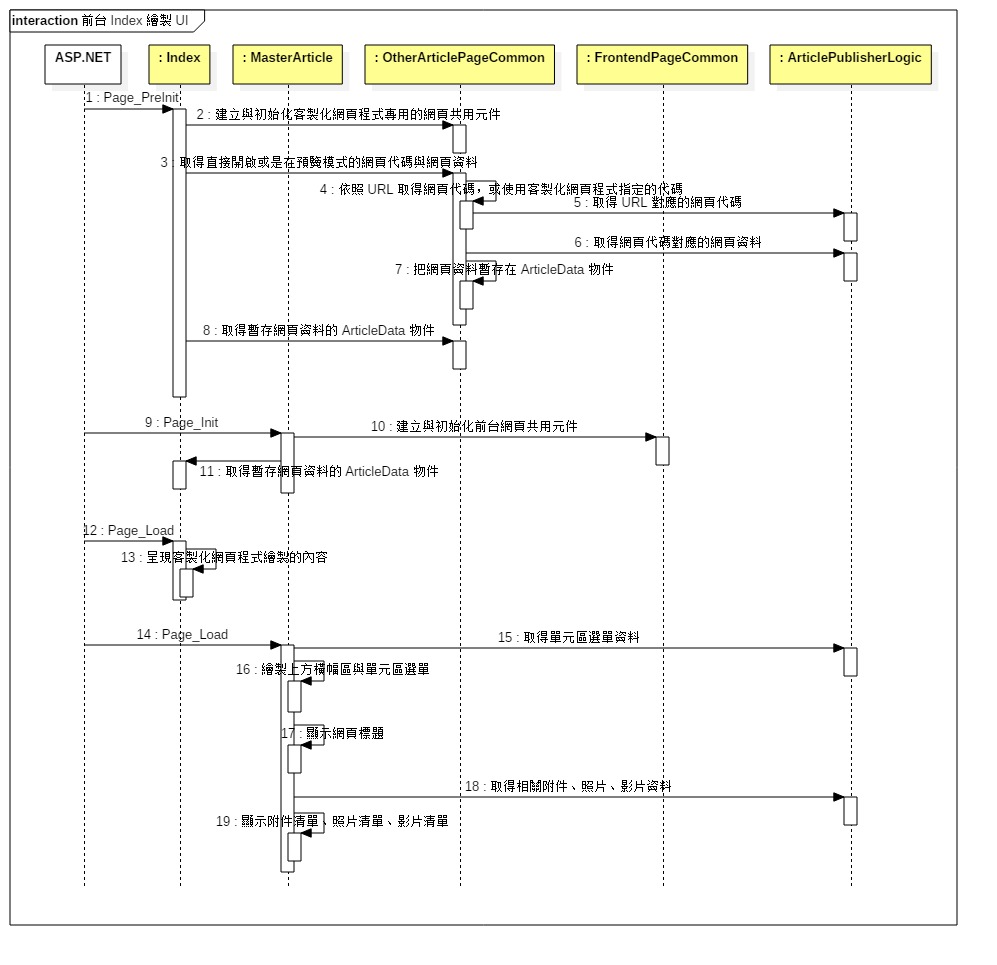 interaction 前台 Index 繪製 UI
ASP.NET
: Index
: MasterArticle
: OtherArticlePageCommon
: FrontendPageCommon
: ArticlePublisherLogic
1 : Page_PreInit
2 : 建立與初始化客製化網頁程式專用的網頁共用元件
3 : 取得直接開啟或是在預覽模式的網頁代碼與網頁資料
4 : 依照 URL 取得網頁代碼，或使用客製化網頁程式指定的代碼
5 : 取得 URL 對應的網頁代碼
6 : 取得網頁代碼對應的網頁資料
7 : 把網頁資料暫存在 ArticleData 物件
8 : 取得暫存網頁資料的 ArticleData 物件
9 : Page_Init
10 : 建立與初始化前台網頁共用元件
11 : 取得暫存網頁資料的 ArticleData 物件
12 : Page_Load
13 : 呈現客製化網頁程式繪製的內容
14 : Page_Load
15 : 取得單元區選單資料
16 : 繪製上方橫幅區與單元區選單
17 : 顯示網頁標題
18 : 取得相關附件、照片、影片資料
19 : 顯示附件清單、照片清單、影片清單